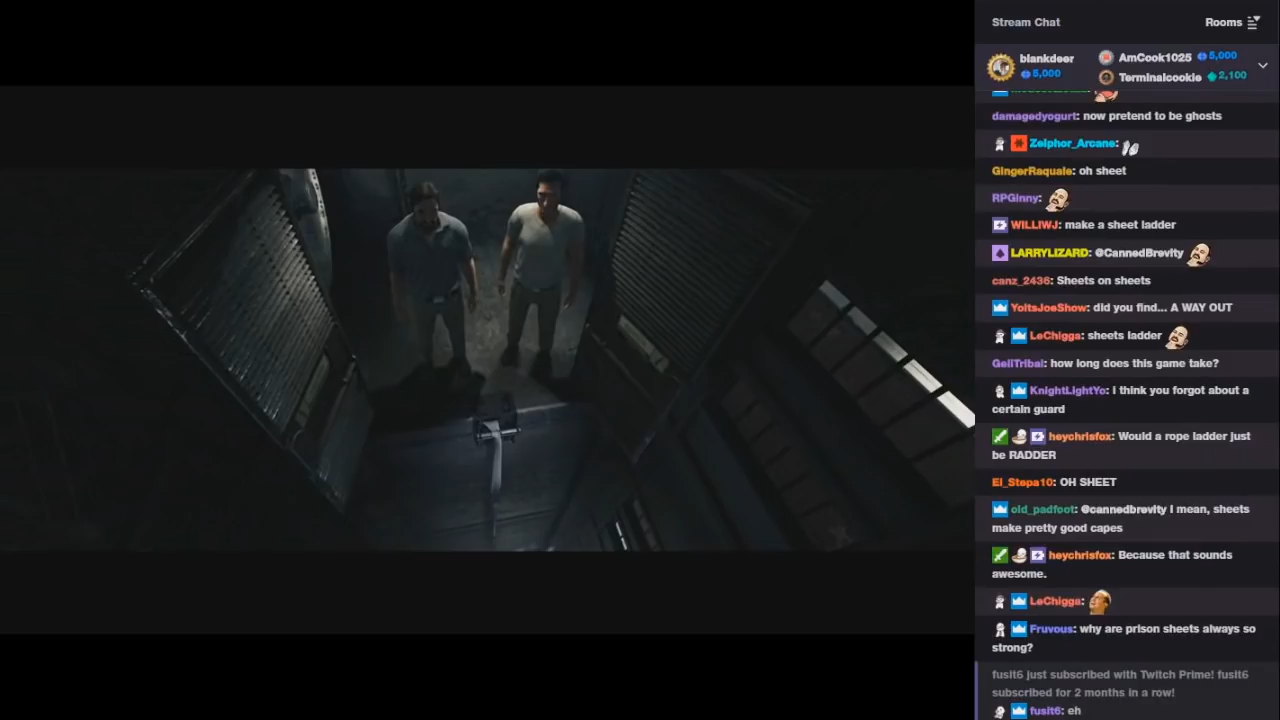 Stream Chat
Rooms
blankdeer
5,000
AmCook1025 5,000
Terminalcookie 2,100
damagedyogurt: now pretend to be ghosts
Zelphor_Arcane:
GingerRaquale: oh sheet
RPGinny:
WILLIWJ: make a sheet ladder
LARRYLIZARD: @CannedBrevity
canz_2436: Sheets on sheets
YoItsJoeShow: did you find... A WAY OUT
LeChigga: sheets ladder
GeliTribal: how long does this game take?
KnightLightYo: i think you forgot about a
certain guard
heychrisfox: Would a rope ladder just
be RADDER
El_Stepa10: OH SHEET
old_padfoot: @cannedbrevity I mean, sheets
make pretty good capes
heychrisfox: Because that sounds
awesome.
LeChigga:
Fruvous: why are prison sheets always so
strong?
fusit6 just subscribed with Twitch Prime! fusit6
subscribed for 2 months in a row!
fusit6: eh